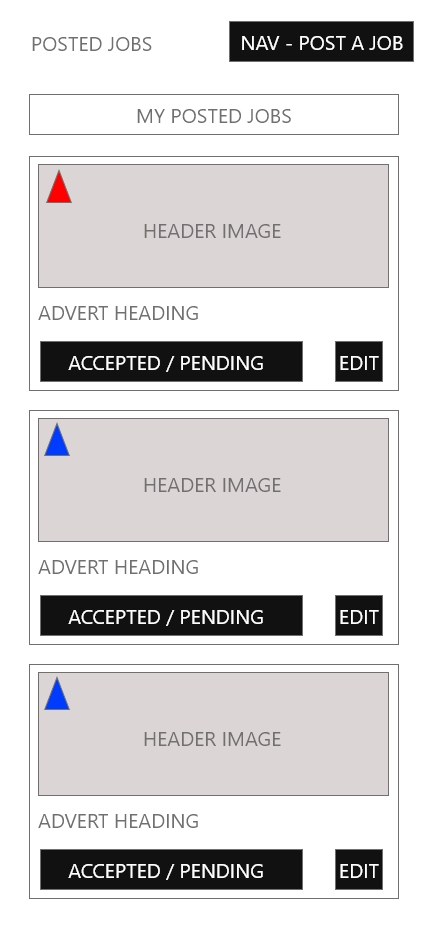 POSTED JOBS
NAV - POST A JOB
MY POSTED JOBS
HEADER IMAGE
ADVERT HEADING
ACCEPTED / PENDING
EDIT
HEADER IMAGE
ADVERT HEADING
ACCEPTED / PENDING
EDIT
HEADER IMAGE
ADVERT HEADING
ACCEPTED / PENDING
EDIT